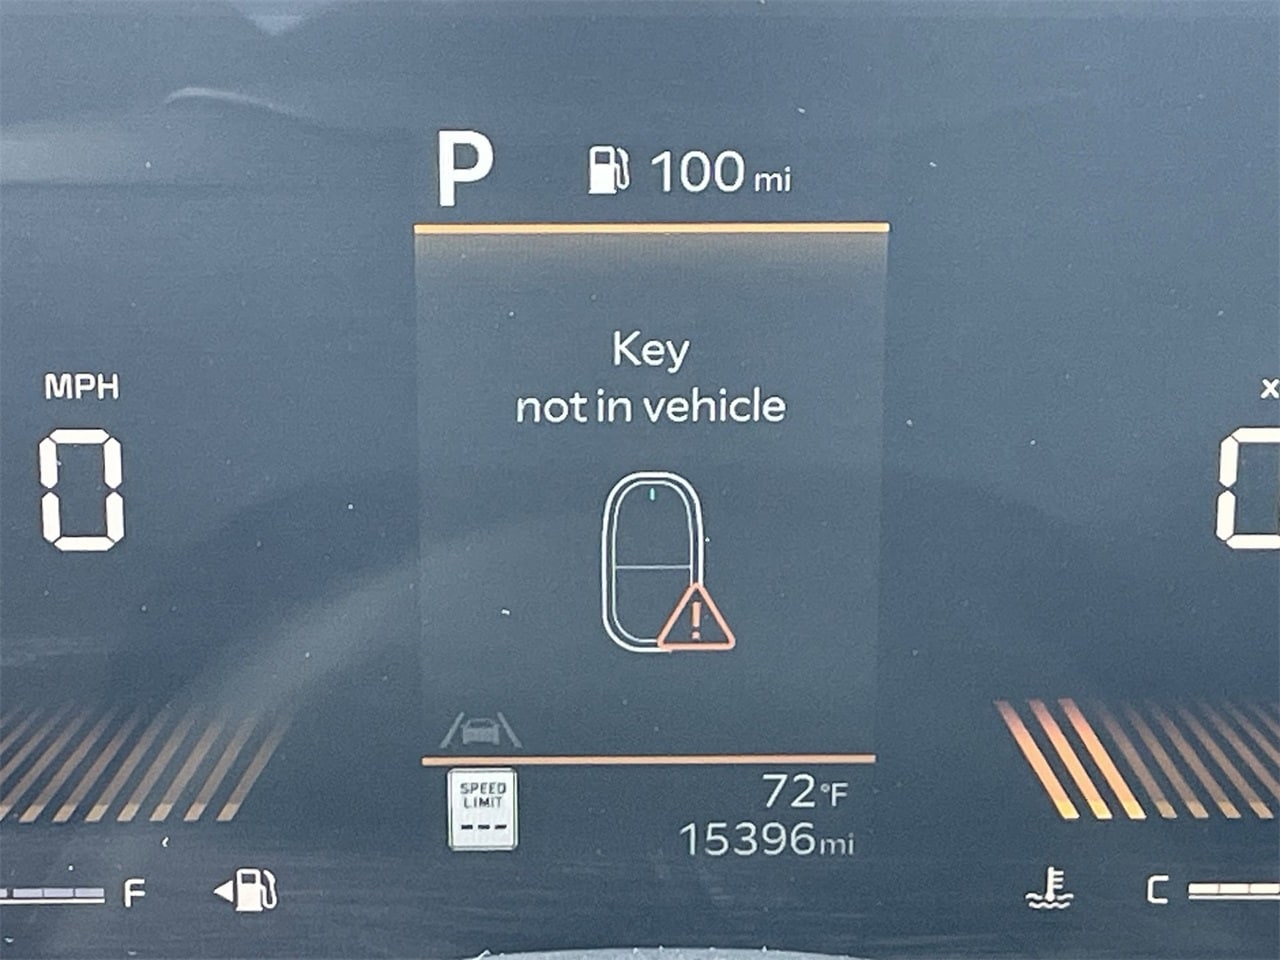 P 100 mi
Key
not in vehicle
MPH
0
SPEED
LIMIT
---
72°F
15396mi
F
C